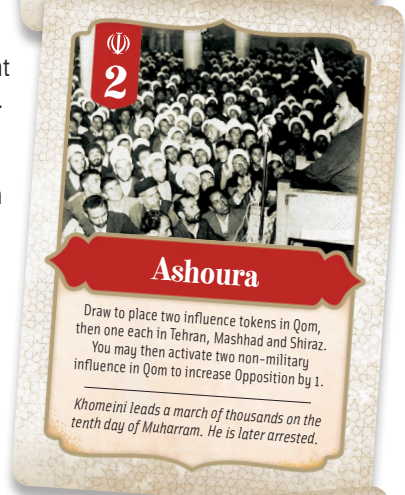 2
Ashoura
Draw to place two influence tokens in Qom,
then one each in Tehran, Mashhad and Shiraz.
You may then activate two non-military
influence in Qom to increase Opposition by 1.
Khomeini leads a march of thousands on the
tenth day of Muharram. He is later arrested.